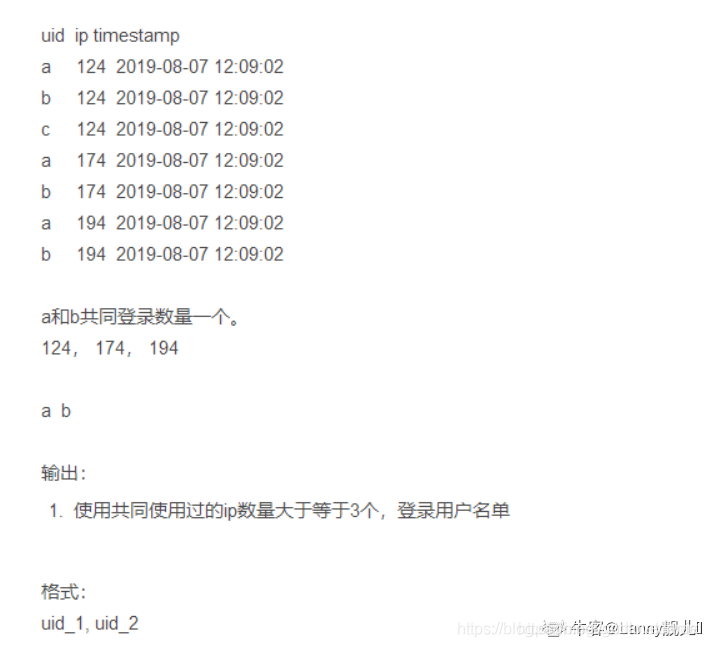 uid ip timestamp
a 124 2019-08-07 12:09:02
b 124 2019-08-07 12:09:02
c 124 2019-08-07 12:09:02
a 174 2019-08-07 12:09:02
b 174 2019-08-07 12:09:02
a 194 2019-08-07 12:09:02
b 194 2019-08-07 12:09:02
a和b共同登录数量一个。
124， 174， 194
a b
输出：
1. 使用共同使用过的ip数量大于等于3个，登录用户名单
格式：
uid_1, uid_2
https://blog
牛客@Lanny靓儿